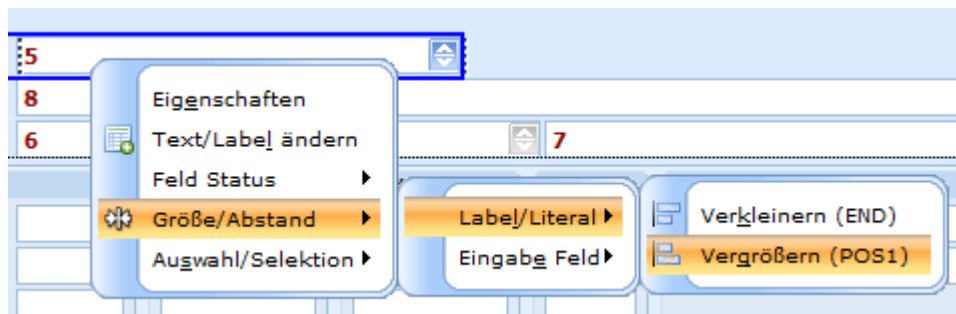 5
8
6
7
Eigenschaften
Text/Label ändern
Feld Status
Größe/Abstand
Auswahl/Selektion
Label/Literal
Eingabe Feld
Verkleinern (END)
Vergrößern (POS1)